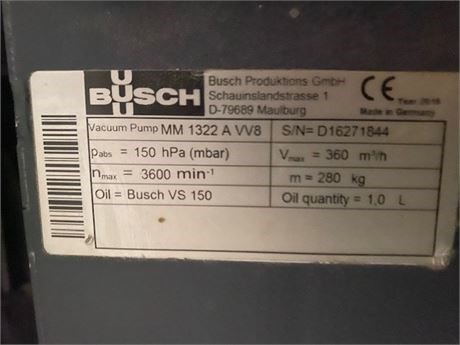 BUSCH
Busch Produktions GmbH
Schauinslandstrasse 1
D-79689 Maulburg
CE
Year: 2016
Made in Germany
Vacuum Pump MM 1322 A VV8 S/N= D16271844
pabs = 150 hPa (mbar) Vmax = 360 m³/h
nmax = 3600 min-1 m = 280 kg
Oil = Busch VS 150 Oil quantity = 1,0 L